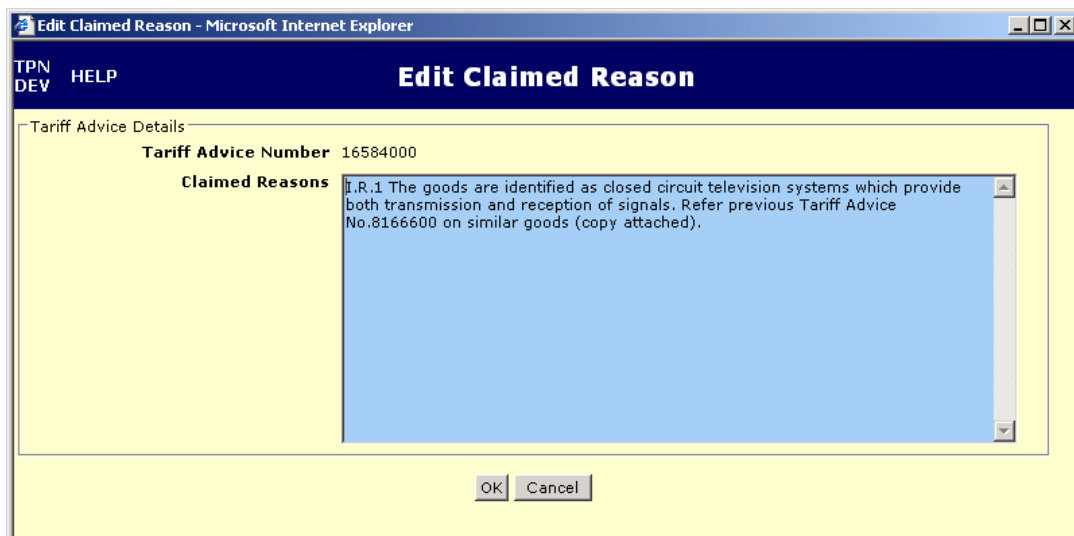 Edit Claimed Reason - Microsoft Internet Explorer
TPN DEV
HELP
Edit Claimed Reason
Tariff Advice Details
Tariff Advice Number 16584000
Claimed Reasons
I.R.1 The goods are identified as closed circuit television systems which provide
both transmission and reception of signals. Refer previous Tariff Advice
No.8166600 on similar goods (copy attached).
OK Cancel